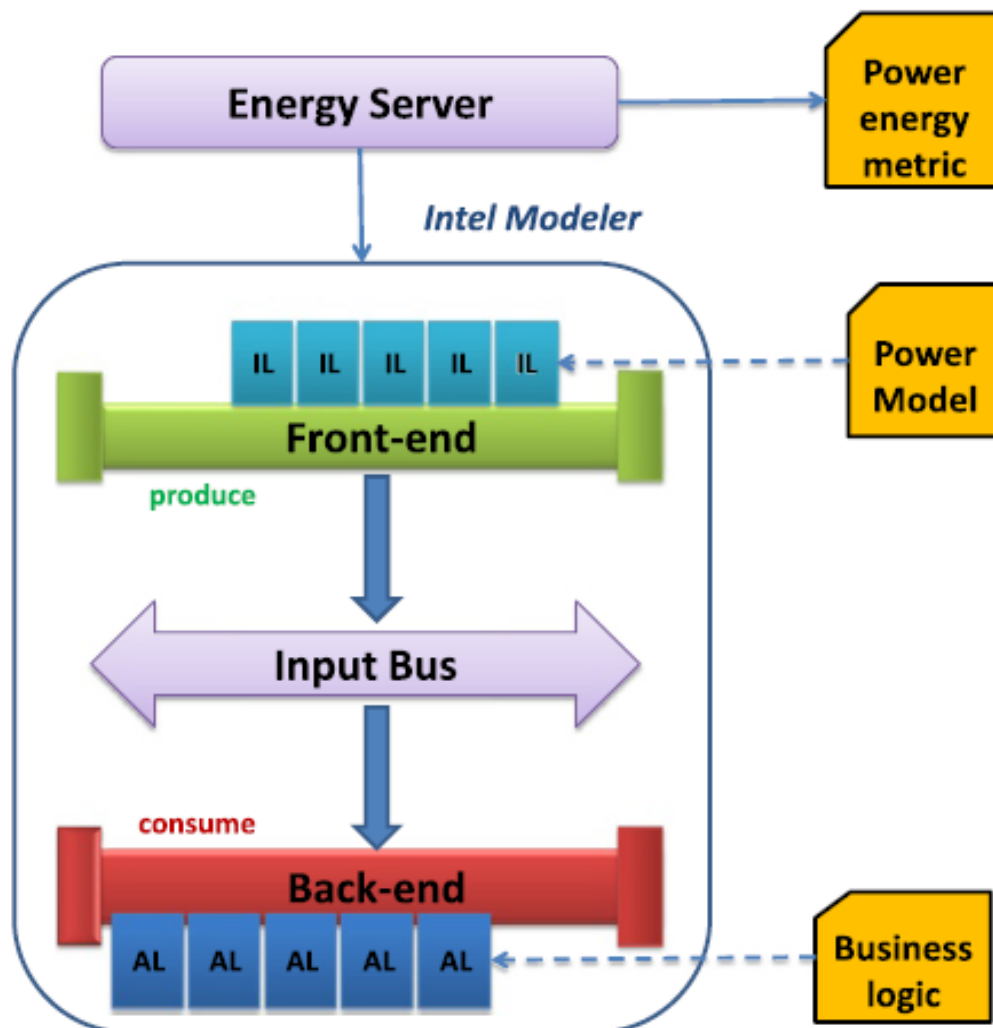 Energy Server
Power
energy
metric
Intel Modeler
IL IL IL IL IL
Power
Model
Front-end
produce
Input Bus
consume
Back-end
AL AL AL AL AL
Business
logic